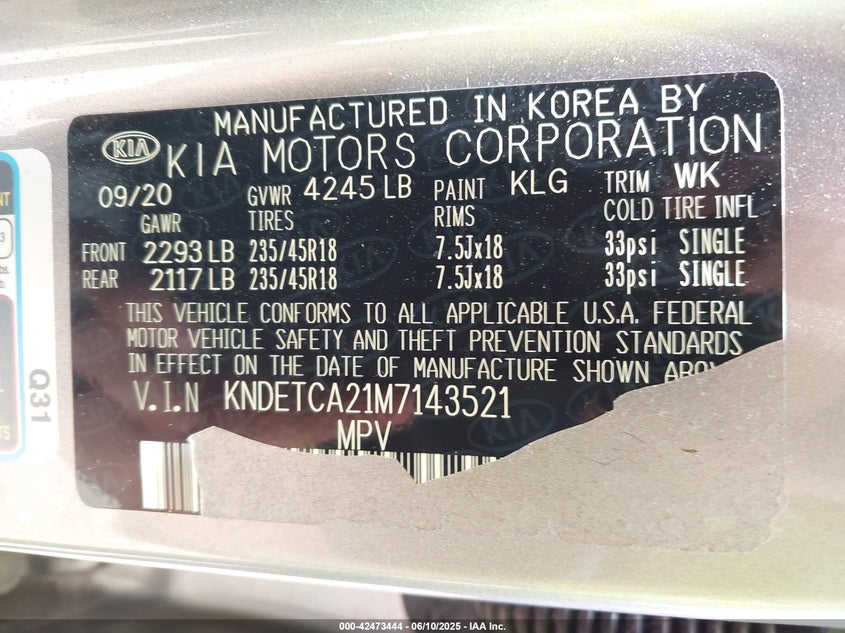 MANUFACTURED IN KOREA BY
KIA KIA MOTORS CORPORATION
09/20 GVWR 4245 LB PAINT KLG TRIM WK
GAWR TIRES RIMS COLD TIRE INFL
FRONT 2293 LB 235/45R18 7.5Jx18 33psi SINGLE
REAR 2117 LB 235/45R18 7.5Jx18 33psi SINGLE
THIS VEHICLE CONFORMS TO ALL APPLICABLE U.S.A. FEDERAL
MOTOR VEHICLE SAFETY AND THEFT PREVENTION STANDARDS
IN EFFECT ON THE DATE OF MANUFACTURE SHOWN
V.I.N KNDETCA21M7143521
MPV
Q31
000-42473444 - 06/10/2025 - IAA Inc.